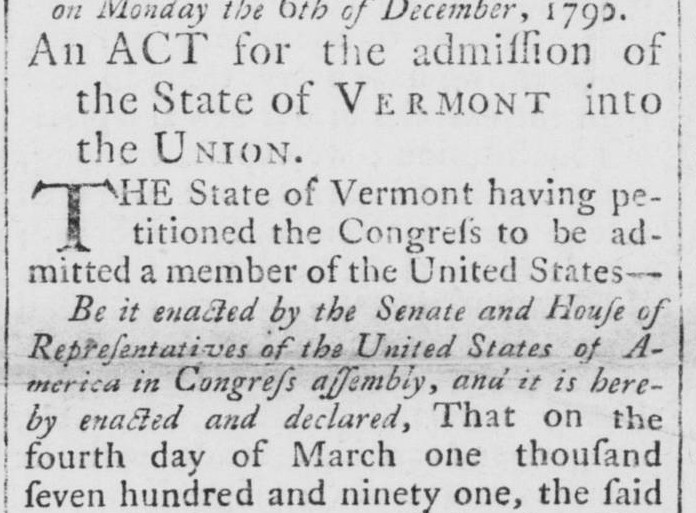 on Monday the 6th of December, 1790.
An ACT for the admiſſion of
the State of VERMONT into
the UNION.
THE State of Vermont having pe-
titioned the Congreſs to be ad-
mitted a member of the United States—
Be it enacted by the Senate and Houſe of
Repreſentatives of the United States of A-
merica in Congreſs aſſembly, and it is here-
by enacted and declared, That on the
fourth day of March one thouſand
ſeven hundred and ninety one, the ſaid